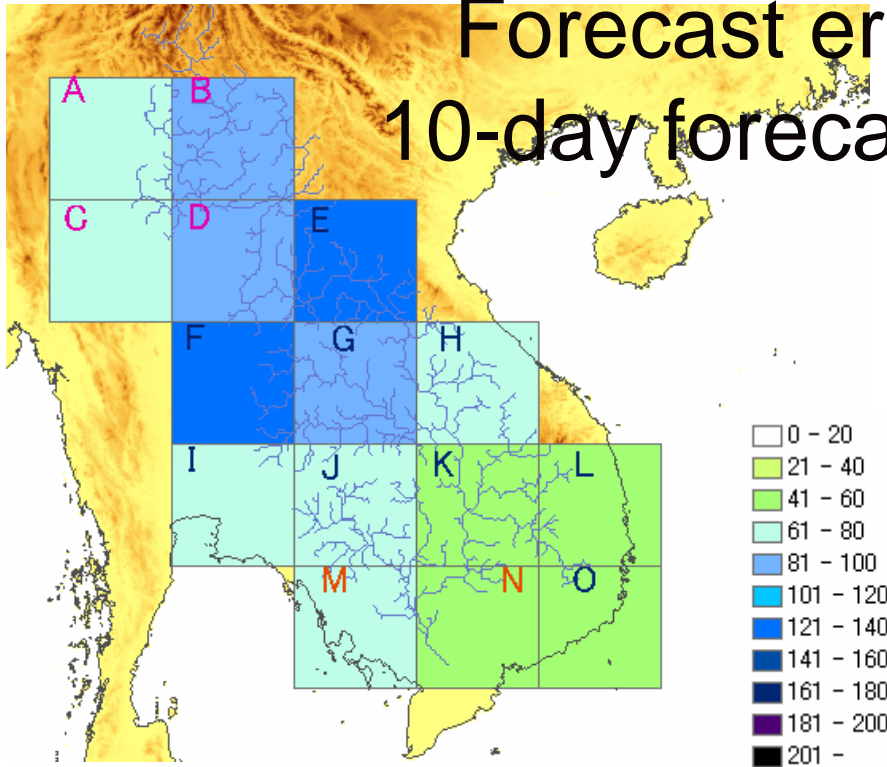 Forecast er
10-day foreca
A B
C D E
F G H
I J K L
M N O
0 - 20
21 - 40
41 - 60
61 - 80
81 - 100
101 - 120
121 - 140
141 - 160
161 - 180
181 - 200
201 -